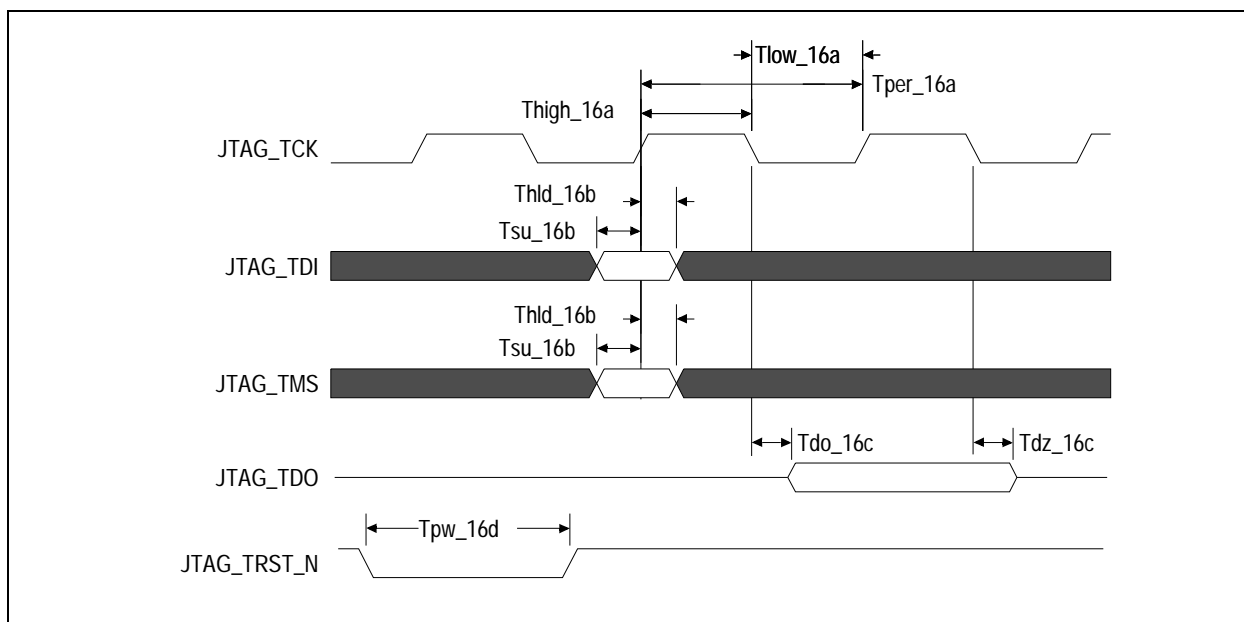 Tlow_16a
Tper_16a
Thigh_16a
JTAG_TCK
Thld_16b
Tsu_16b
JTAG_TDI
Thld_16b
Tsu_16b
JTAG_TMS
Tdo_16c
Tdz_16c
JTAG_TDO
Tpw_16d
JTAG_TRST_N